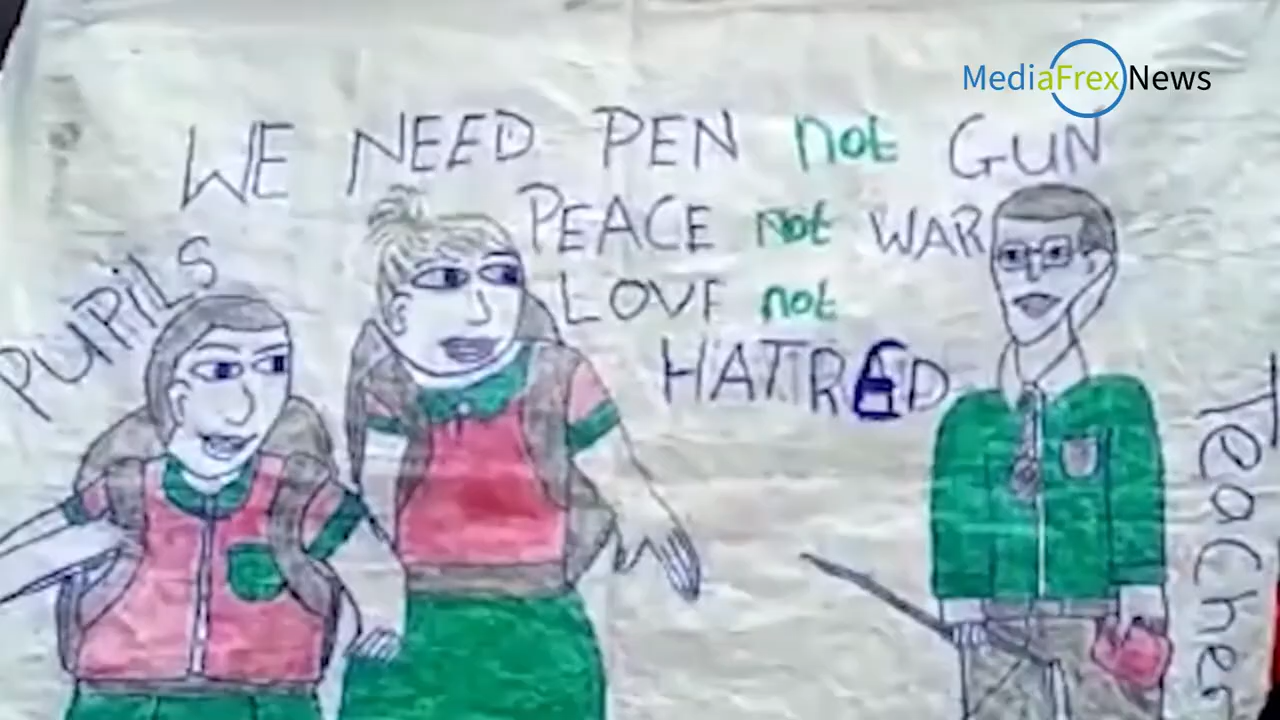 MediaFrexNews
WE NEED PEN not GUN
PEACE not WAR
LOVE not
HATRED
PUPILS
Teacher